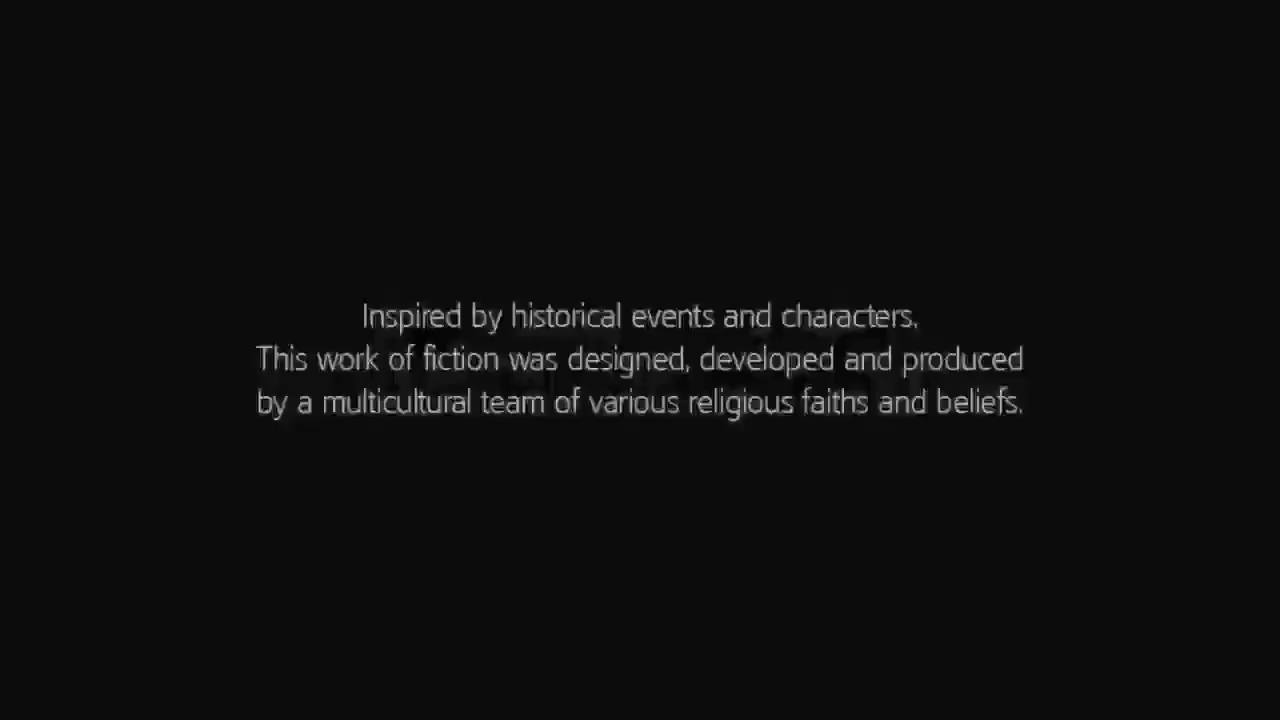 Inspired by historical events and characters.
This work of fiction was designed, developed and produced
by a multicultural team of various religious faiths and beliefs.